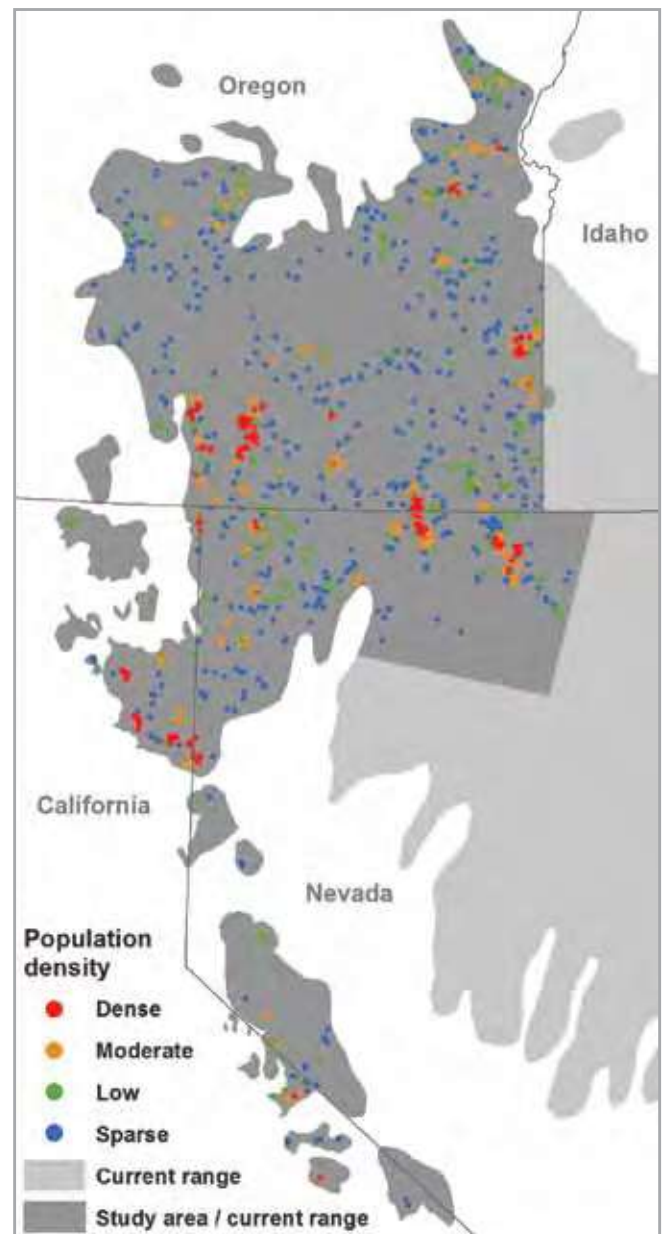 Oregon
Idaho
California
Nevada
Population
density
Dense
Moderate
Low
Sparse
Current range
Study area / current range